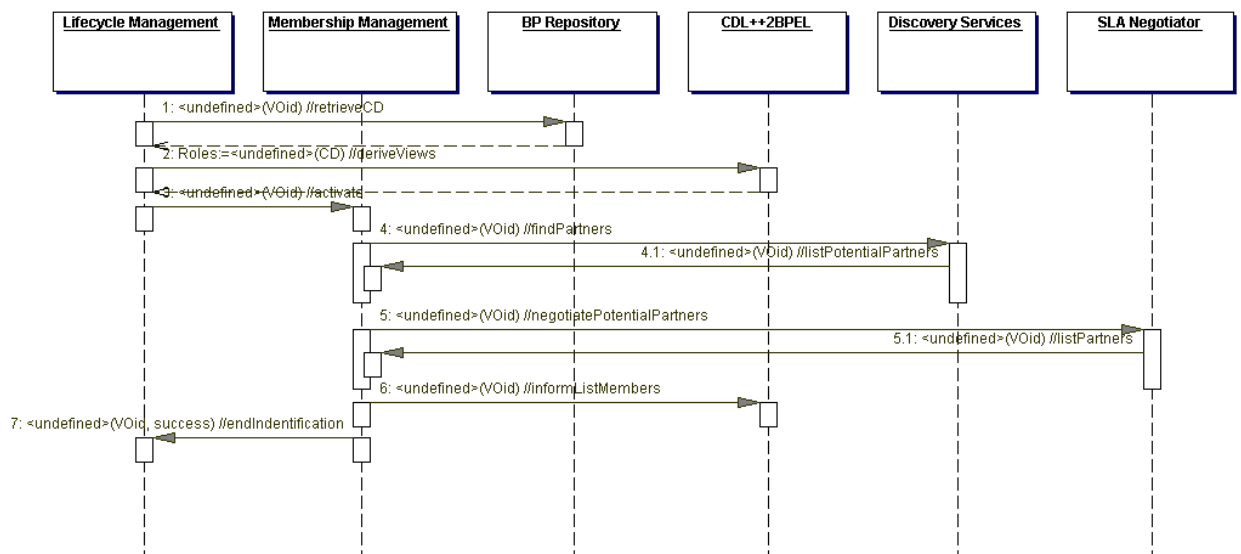 Lifecycle Management
Membership Management
BP Repository
CDL++2BPEL
Discovery Services
SLA Negotiator
1: <undefined>(VOid) //retrieveCD
2: Roles:=<undefined>(CD) //deriveViews
3: <undefined>(VOid) //activate
4: <undefined>(VOid) //findPartners
4.1: <undefined>(VOid) //listPotentialPartners
5: <undefined>(VOid) //negotiatePotentialPartners
5.1: <undefined>(VOid) //listPartners
6: <undefined>(VOid) //informListMembers
7: <undefined>(VOid, success) //endIndentification